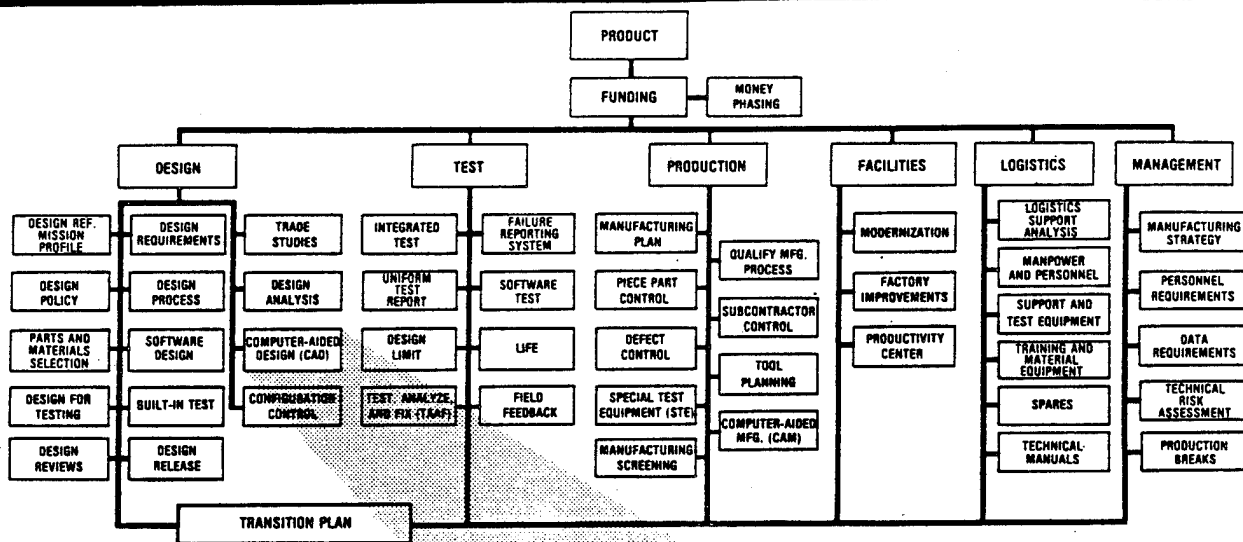 PRODUCT
FUNDING
MONEY
PHASING
DESIGN
TEST
PRODUCTION
FACILITIES
LOGISTICS
MANAGEMENT
DESIGN REF.
MISSION
PROFILE
DESIGN
REQUIREMENTS
TRADE
STUDIES
DESIGN
POLICY
DESIGN
PROCESS
DESIGN
ANALYSIS
PARTS AND
MATERIALS
SELECTION
SOFTWARE
DESIGN
COMPUTER-AIDED
DESIGN (CAD)
DESIGN FOR
TESTING
BUILT-IN TEST
CONFIGURATION
CONTROL
DESIGN
REVIEWS
DESIGN
RELEASE
INTEGRATED
TEST
FAILURE
REPORTING
SYSTEM
UNIFORM
TEST
REPORT
SOFTWARE
TEST
DESIGN
LIMIT
LIFE
TEST, ANALYZE,
AND FIX (TAAF)
FIELD
FEEDBACK
MANUFACTURING
PLAN
QUALIFY MFG.
PROCESS
PIECE PART
CONTROL
SUBCONTRACTOR
CONTROL
DEFECT
CONTROL
TOOL
PLANNING
SPECIAL TEST
EQUIPMENT (STE)
COMPUTER-AIDED
MFG. (CAM)
MANUFACTURING
SCREENING
MODERNIZATION
FACTORY
IMPROVEMENTS
PRODUCTIVITY
CENTER
LOGISTICS
SUPPORT
ANALYSIS
MANPOWER
AND PERSONNEL
SUPPORT AND
TEST EQUIPMENT
TRAINING AND
MATERIAL
EQUIPMENT
SPARES
TECHNICAL-
MANUALS
MANUFACTURING
STRATEGY
PERSONNEL
REQUIREMENTS
DATA
REQUIREMENTS
TECHNICAL
RISK
ASSESSMENT
PRODUCTION
BREAKS
TRANSITION PLAN